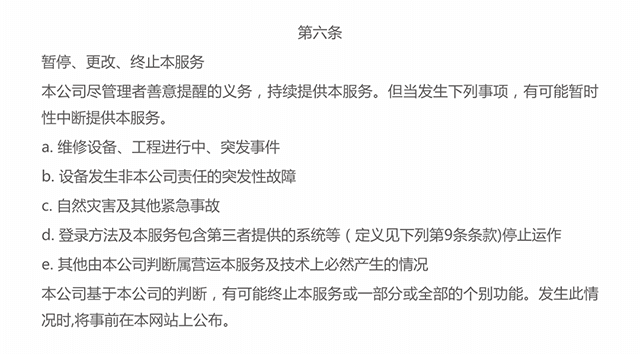 第六条
暂停、更改、终止本服务
本公司尽管理者善意提醒的义务，持续提供本服务。但当发生下列事项，有可能暂时
性中断提供本服务。
a. 维修设备、工程进行中、突发事件
b. 设备发生非本公司责任的突发性故障
c. 自然灾害及其他紧急事故
d. 登录方法及本服务包含第三者提供的系统等（定义见下列第9条条款)停止运作
e. 其他由本公司判断属营运本服务及技术上必然产生的情况
本公司基于本公司的判断，有可能终止本服务或一部分或全部的个别功能。发生此情
况时,将事前在本网站上公布。